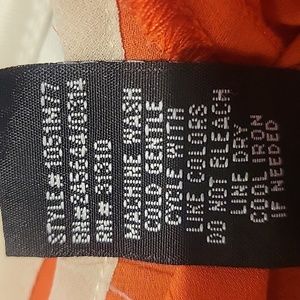 STYLE# 1051M77
RN# 31310
MACHINE WASH
COLD GENTLE
CYCLE WITH
LIKE COLORS
DO NOT BLEACH
LINE DRY
COOL IRON
IF NEEDED